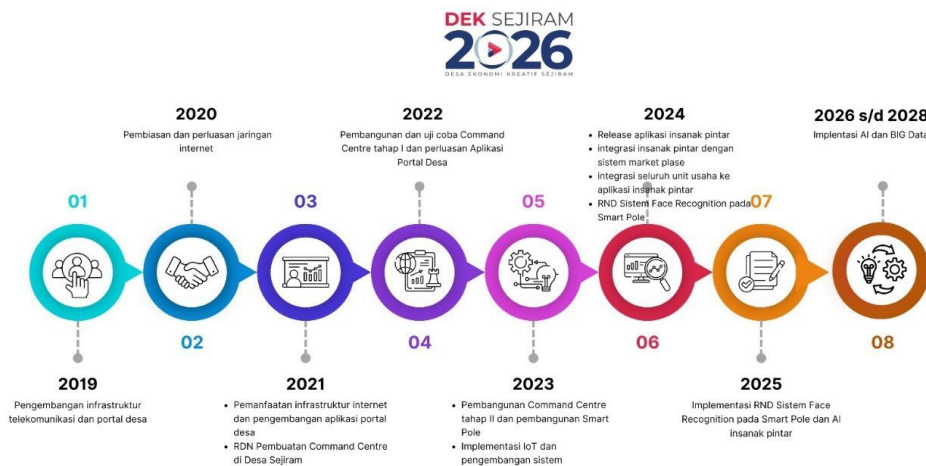 DEK SEJIRAM
2026
DESA EKONOMI KREATIF SEJIRAM
01
2019
Pengembangan infrastruktur
telekomunikasi dan portal desa
2020
Pembiasan dan perluasan jaringan
internet
02
03
2021
• Pemanfaatan infrastruktur internet
dan pengembangan aplikasi portal
desa
• RDN Pembuatan Command Centre
di Desa Sejiram
2022
Pembangunan dan uji coba Command
Centre tahap I dan perluasan Aplikasi
Portal Desa
04
05
2023
• Pembangunan Command Centre
tahap II dan pembangunan Smart
Pole
• Implementasi IoT dan
pengembangan sistem
2024
• Release aplikasi insanak pintar
• integrasi insanak pintar dengan
sistem market plase
• integrasi seluruh unit usaha ke
aplikasi insanak pintar
• RND Sistem Face Recognition pada
Smart Pole
06
07
2025
Implementasi RND Sistem Face
Recognition pada Smart Pole dan AI
insanak pintar
2026 s/d 2028
Implentasi AI dan BIG Data
08